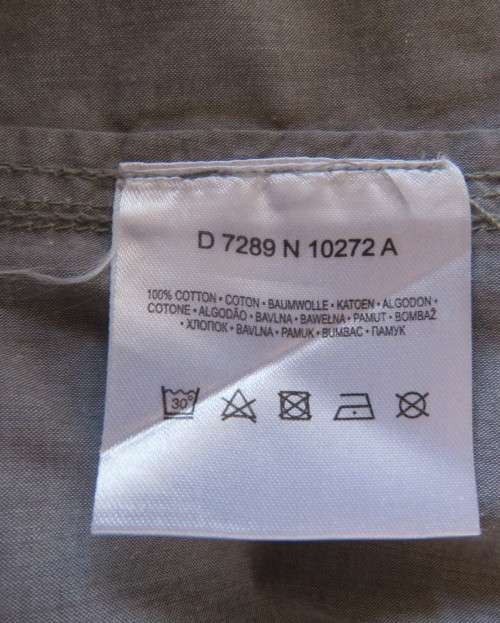 D 7289 N 10272 A
100% COTTON • COTON • BAUMWOLLE • KATOEN • ALGODON •
COTONE • ALGODÃO • BAVLNA • BAWEŁNA • PAMUT • BOMBAŽ
• ХЛОПОК • BAVLNA • PAMUK • BUMBAC • ПАМУК
30°